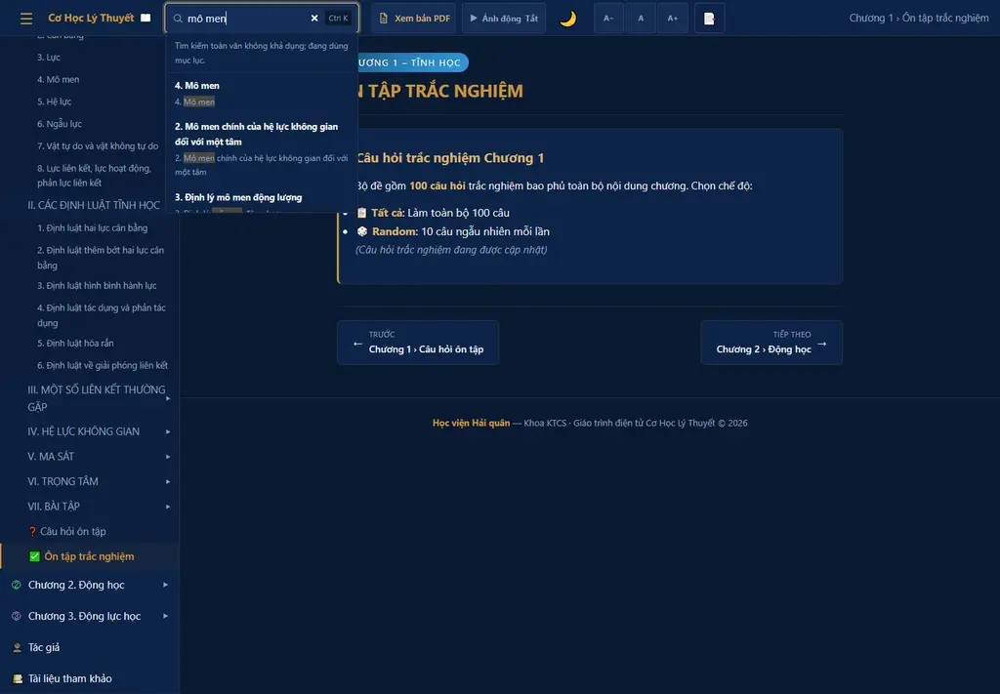 Cơ Học Lý Thuyết
mô men
Ctrl K
Xem bản PDF
Ảnh động Tắt
A-
A
A+
Chương 1 › Ôn tập trắc nghiệm
Tìm kiếm toàn văn không khả dụng; đang dùng
mục lục.
4. Mô men
4. Mô men
2. Mô men chính của hệ lực không gian
đối với một tâm
2. Mô men chính của hệ lực không gian đối với
một tâm
3. Định lý mô men động lượng
2. Cân bằng
3. Lực
4. Mô men
5. Hệ lực
6. Ngẫu lực
7. Vật tự do và vật không tự do
8. Lực liên kết, lực hoạt động,
phản lực liên kết
II. CÁC ĐỊNH LUẬT TĨNH HỌC
1. Định luật hai lực cân bằng
2. Định luật thêm bớt hai lực cân
bằng
3. Định luật hình bình hành lực
4. Định luật tác dụng và phản tác
dụng
5. Định luật hóa rắn
6. Định luật về giải phóng liên kết
III. MỘT SỐ LIÊN KẾT THƯỜNG
GẶP
IV. HỆ LỰC KHÔNG GIAN
V. MA SÁT
VI. TRỌNG TÂM
VII. BÀI TẬP
Câu hỏi ôn tập
Ôn tập trắc nghiệm
② Chương 2. Động học
③ Chương 3. Động lực học
Tác giả
Tài liệu tham khảo
ƯƠNG 1 – TĨNH HỌC
N TẬP TRẮC NGHIỆM
Câu hỏi trắc nghiệm Chương 1
Bộ đề gồm 100 câu hỏi trắc nghiệm bao phủ toàn bộ nội dung chương. Chọn chế độ:
Tất cả: Làm toàn bộ 100 câu
Random: 10 câu ngẫu nhiên mỗi lần
(Câu hỏi trắc nghiệm đang được cập nhật)
TRƯỚC
← Chương 1 › Câu hỏi ôn tập
TIẾP THEO
Chương 2 › Động học →
Học viện Hải quân — Khoa KTCS · Giáo trình điện tử Cơ Học Lý Thuyết © 2026